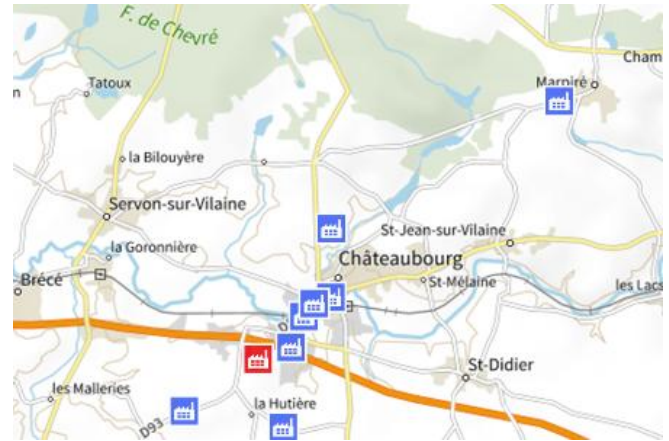 F. de Chevré
Cham
Tatoux
Marpiré
n
la Bilouyère
Servon-sur-Vilaine
St-Jean-sur-Vilaine
la Goronnière
Châteaubourg
Brécé
St-Mélaine
les Lacs
D
St-Didier
les Malleries
la Hutière
D93